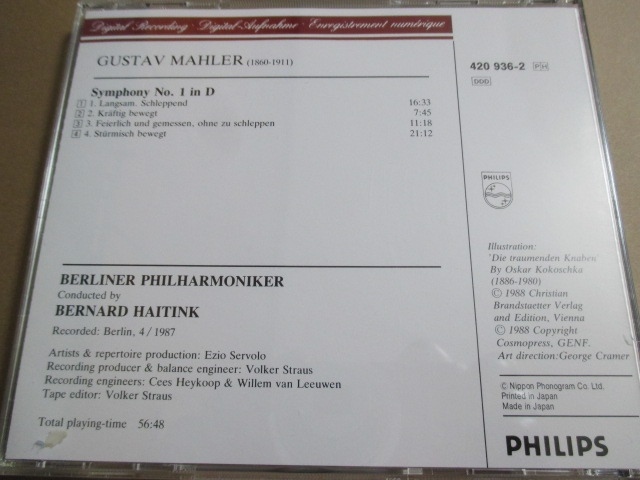 Digital Recording · Digital-Aufnahme · Enregistrement numérique
GUSTAV MAHLER (1860-1911)
Symphony No. 1 in D
1 1. Langsam. Schleppend 16:33
2 2. Kräftig bewegt 7:45
3 3. Feierlich und gemessen, ohne zu schleppen 11:18
4 4. Stürmisch bewegt 21:12
BERLINER PHILHARMONIKER
Conducted by
BERNARD HAITINK
Recorded: Berlin, 4/1987
Artists & repertoire production: Ezio Servolo
Recording producer & balance engineer: Volker Straus
Recording engineers: Cees Heykoop & Willem van Leeuwen
Tape editor: Volker Straus
Total playing-time 56:48
420 936-2 PH
DDD
PHILIPS
Illustration:
'Die traumenden Knaben'
By Oskar Kokoschka
(1886-1980)
© 1988 Christian
Brandstaetter Verlag
and Edition, Vienna
© 1988 Copyright
Cosmopress, GENF.
Art direction: George Cramer
© Nippon Phonogram Co. Ltd.
Printed in Japan
Made in Japan
PHILIPS